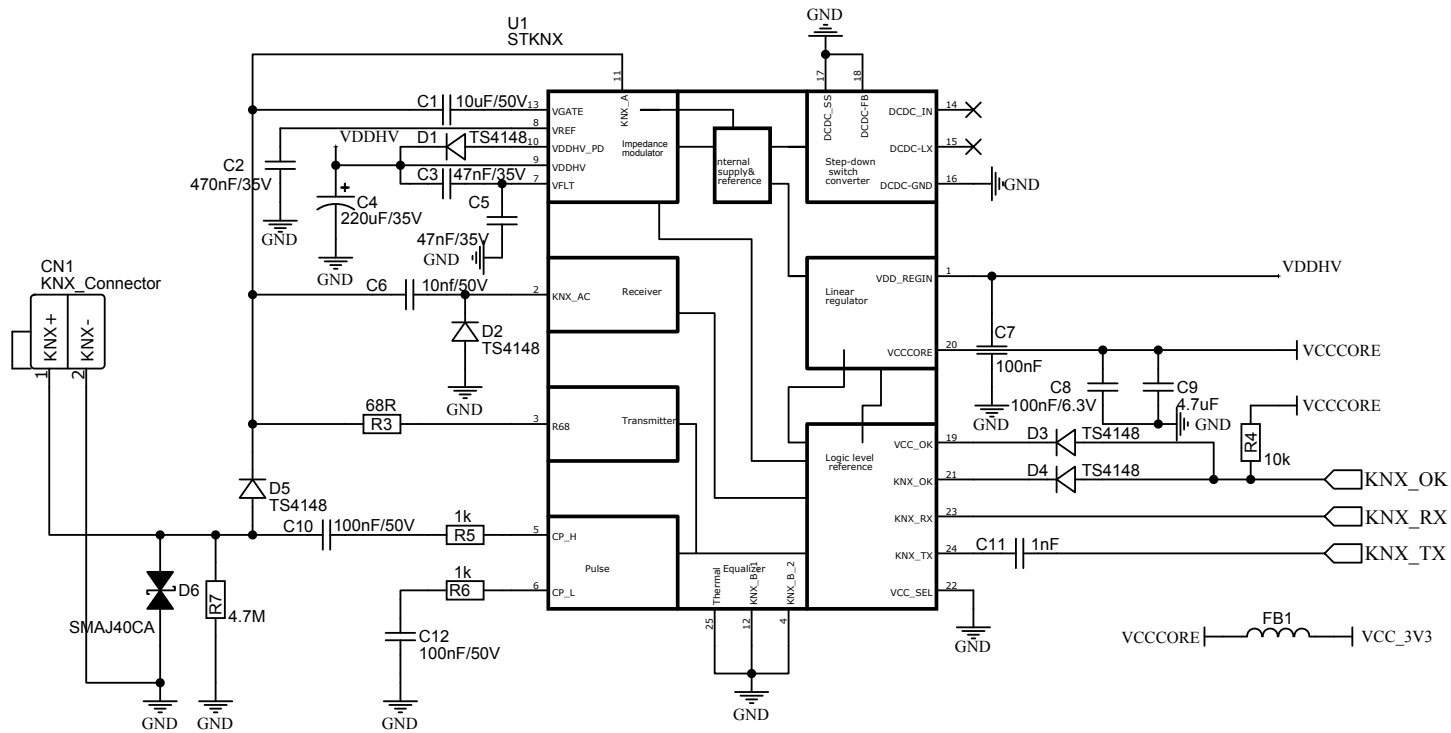 GND
U1
STKNX
11
17
18
KNX_A
DCDC_SS
DCDC-FB
C1 10uF/50V 13 VGATE
DCDC_IN 14
8 VREF
VDDHV D1 TS4148 10 VDDHV_PD
Impedance
modulator
nternal
supply&
reference
Step-down
switch
converter
DCDC-LX 15
C2
470nF/35V
9 VDDHV
C3 47nF/35V 7 VFLT
DCDC-GND 16 GND
+
C4
220uF/35V
C5
47nF/35V
GND
GND
GND
CN1
KNX_Connector
KNX+
KNX-
1
2
C6 10nf/50V 2 KNX_AC Receiver
Linear
regulator
VDD_REGIN 1 VDDHV
D2
TS4148
GND
C7
100nF
GND
VCCCORE 20 VCCCORE
C8
100nF/6.3V
C9
4.7uF
GND
VCCCORE
68R
R3 3 R68 Transmitter
Logic level
reference
VCC_OK 19 D3 TS4148
R4
10k
KNX_OK 21 D4 TS4148 KNX_OK
D5
TS4148
KNX_RX 23 KNX_RX
C10 100nF/50V 1k
R5 5 CP_H
KNX_TX 24 C11 1nF KNX_TX
Pulse
Equalizer
1k
R6 6 CP_L
VCC_SEL 22
GND
Thermal
KNX_B_1
KNX_B_2
25
12
4
GND
D6
SMAJ40CA
R7
4.7M
C12
100nF/50V
GND
GND
GND
FB1
VCCCORE VCC_3V3